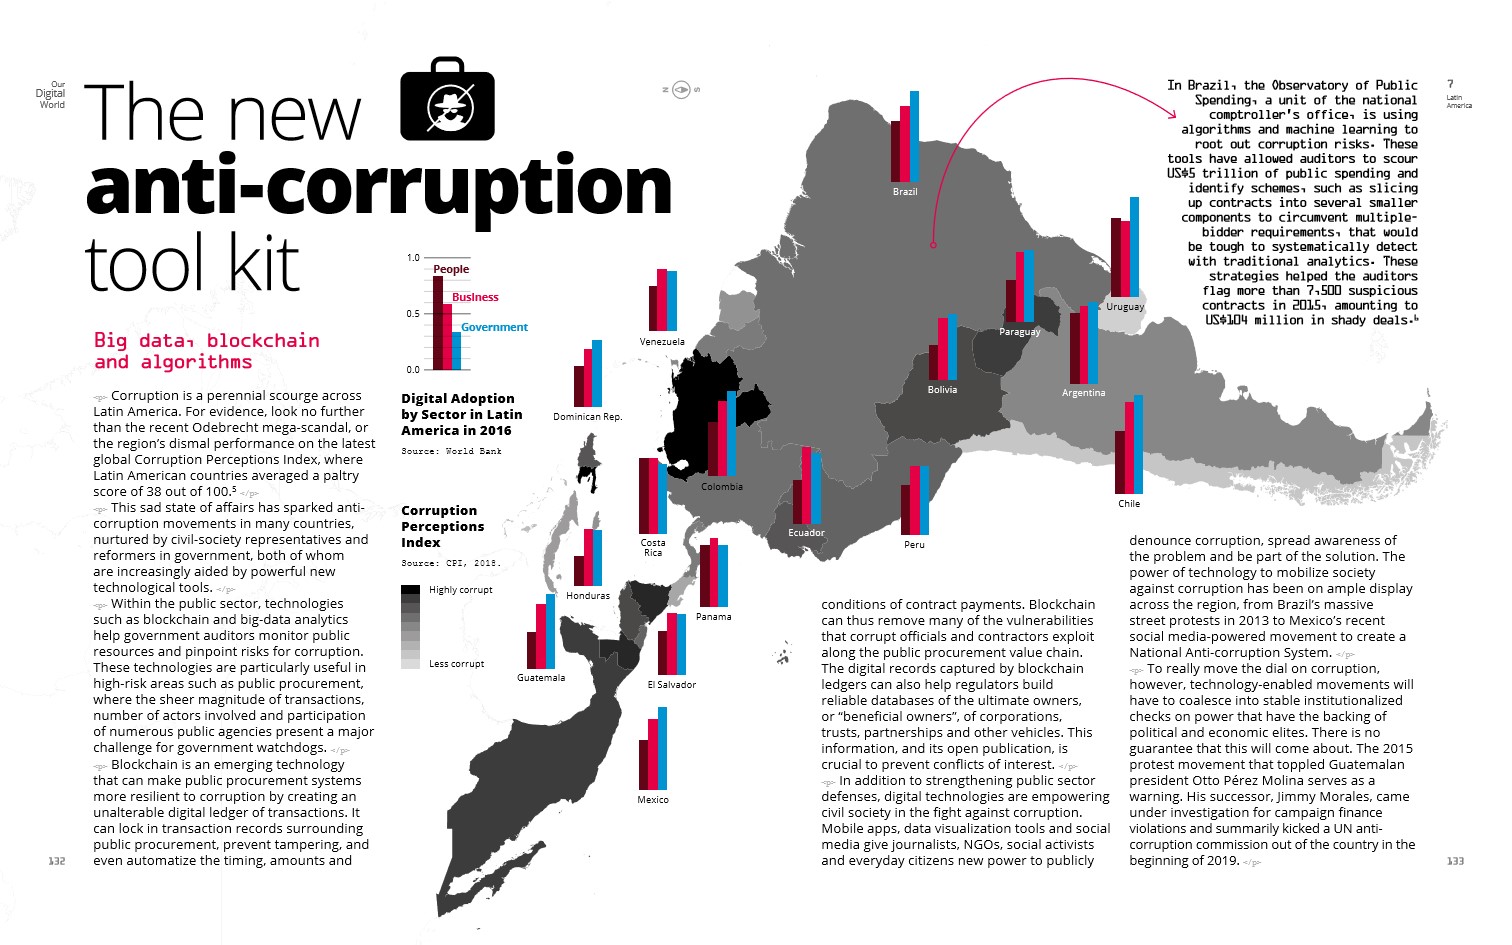 Our
Digital
World
The new
anti-corruption
tool kit
Big data, blockchain
and algorithms
<p> Corruption is a perennial scourge across
Latin America. For evidence, look no further
than the recent Odebrecht mega-scandal, or
the region's dismal performance on the latest
global Corruption Perceptions Index, where
Latin American countries averaged a paltry
score of 38 out of 100.⁵ </p>
<p> This sad state of affairs has sparked anti-
corruption movements in many countries,
nurtured by civil-society representatives and
reformers in government, both of whom
are increasingly aided by powerful new
technological tools. </p>
<p> Within the public sector, technologies
such as blockchain and big-data analytics
help government auditors monitor public
resources and pinpoint risks for corruption.
These technologies are particularly useful in
high-risk areas such as public procurement,
where the sheer magnitude of transactions,
number of actors involved and participation
of numerous public agencies present a major
challenge for government watchdogs. </p>
<p> Blockchain is an emerging technology
that can make public procurement systems
more resilient to corruption by creating an
unalterable digital ledger of transactions. It
can lock in transaction records surrounding
public procurement, prevent tampering, and
even automatize the timing, amounts and
132
1.0
People
Business
0.5
Government
0.0
Digital Adoption
by Sector in Latin
America in 2016
Source: World Bank
Corruption
Perceptions
Index
Source: CPI, 2018.
Highly corrupt
Less corrupt
N
S
Brazil
Uruguay
Paraguay
Venezuela
Bolivia
Argentina
Dominican Rep.
Colombia
Chile
Ecuador
Peru
Costa
Rica
Honduras
Panama
Guatemala
El Salvador
Mexico
In Brazil, the Observatory of Public
Spending, a unit of the national
comptroller's office, is using
algorithms and machine learning to
root out corruption risks. These
tools have allowed auditors to scour
US$5 trillion of public spending and
identify schemes, such as slicing
up contracts into several smaller
components to circumvent multiple-
bidder requirements, that would
be tough to systematically detect
with traditional analytics. These
strategies helped the auditors
flag more than 7,500 suspicious
contracts in 2015, amounting to
US$104 million in shady deals.⁶
7
Latin
America
conditions of contract payments. Blockchain
can thus remove many of the vulnerabilities
that corrupt officials and contractors exploit
along the public procurement value chain.
The digital records captured by blockchain
ledgers can also help regulators build
reliable databases of the ultimate owners,
or “beneficial owners”, of corporations,
trusts, partnerships and other vehicles. This
information, and its open publication, is
crucial to prevent conflicts of interest. </p>
<p> In addition to strengthening public sector
defenses, digital technologies are empowering
civil society in the fight against corruption.
Mobile apps, data visualization tools and social
media give journalists, NGOs, social activists
and everyday citizens new power to publicly
denounce corruption, spread awareness of
the problem and be part of the solution. The
power of technology to mobilize society
against corruption has been on ample display
across the region, from Brazil's massive
street protests in 2013 to Mexico's recent
social media-powered movement to create a
National Anti-corruption System. </p>
<p> To really move the dial on corruption,
however, technology-enabled movements will
have to coalesce into stable institutionalized
checks on power that have the backing of
political and economic elites. There is no
guarantee that this will come about. The 2015
protest movement that toppled Guatemalan
president Otto Pérez Molina serves as a
warning. His successor, Jimmy Morales, came
under investigation for campaign finance
violations and summarily kicked a UN anti-
corruption commission out of the country in the
beginning of 2019. </p>
133